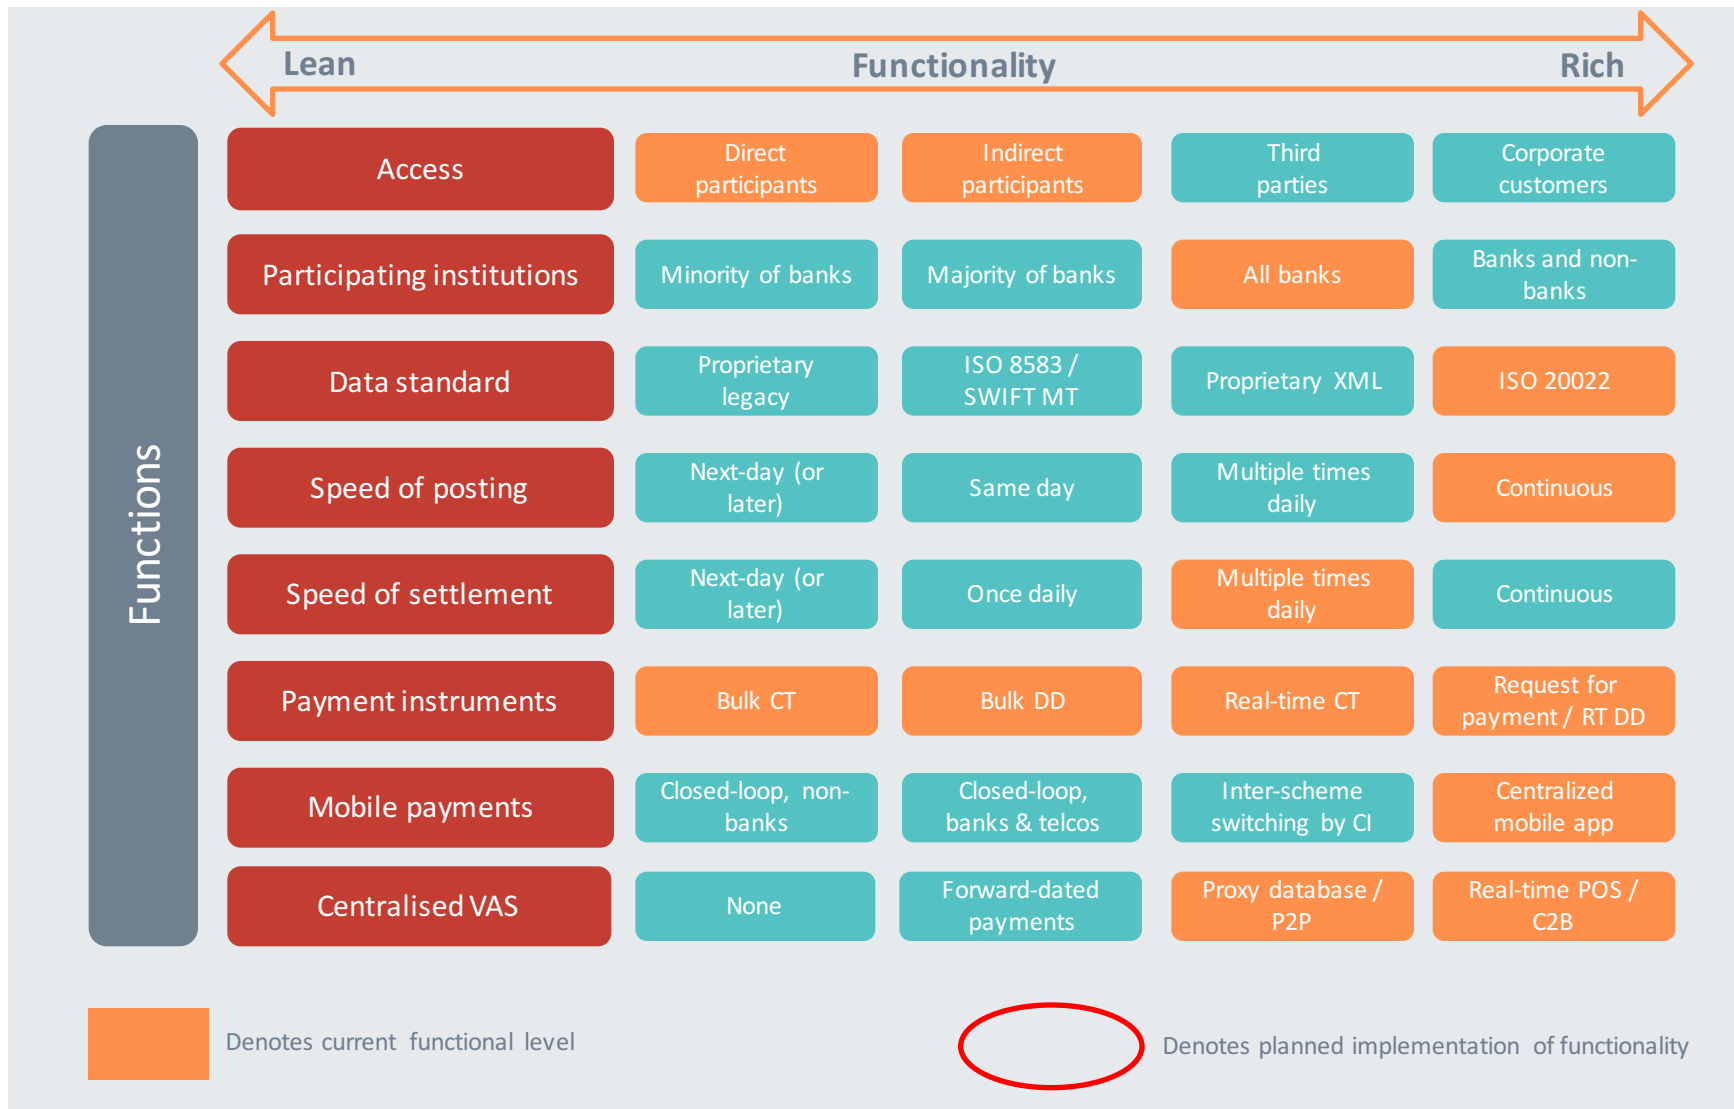 Lean Functionality Rich
Functions
Access
Direct
participants
Indirect
participants
Third
parties
Corporate
customers
Participating institutions
Minority of banks
Majority of banks
All banks
Banks and non-
banks
Data standard
Proprietary
legacy
ISO 8583 /
SWIFT MT
Proprietary XML
ISO 20022
Speed of posting
Next-day (or
later)
Same day
Multiple times
daily
Continuous
Speed of settlement
Next-day (or
later)
Once daily
Multiple times
daily
Continuous
Payment instruments
Bulk CT
Bulk DD
Real-time CT
Request for
payment / RT DD
Mobile payments
Closed-loop, non-
banks
Closed-loop,
banks & telcos
Inter-scheme
switching by CI
Centralized
mobile app
Centralised VAS
None
Forward-dated
payments
Proxy database /
P2P
Real-time POS /
C2B
Denotes current functional level
Denotes planned implementation of functionality